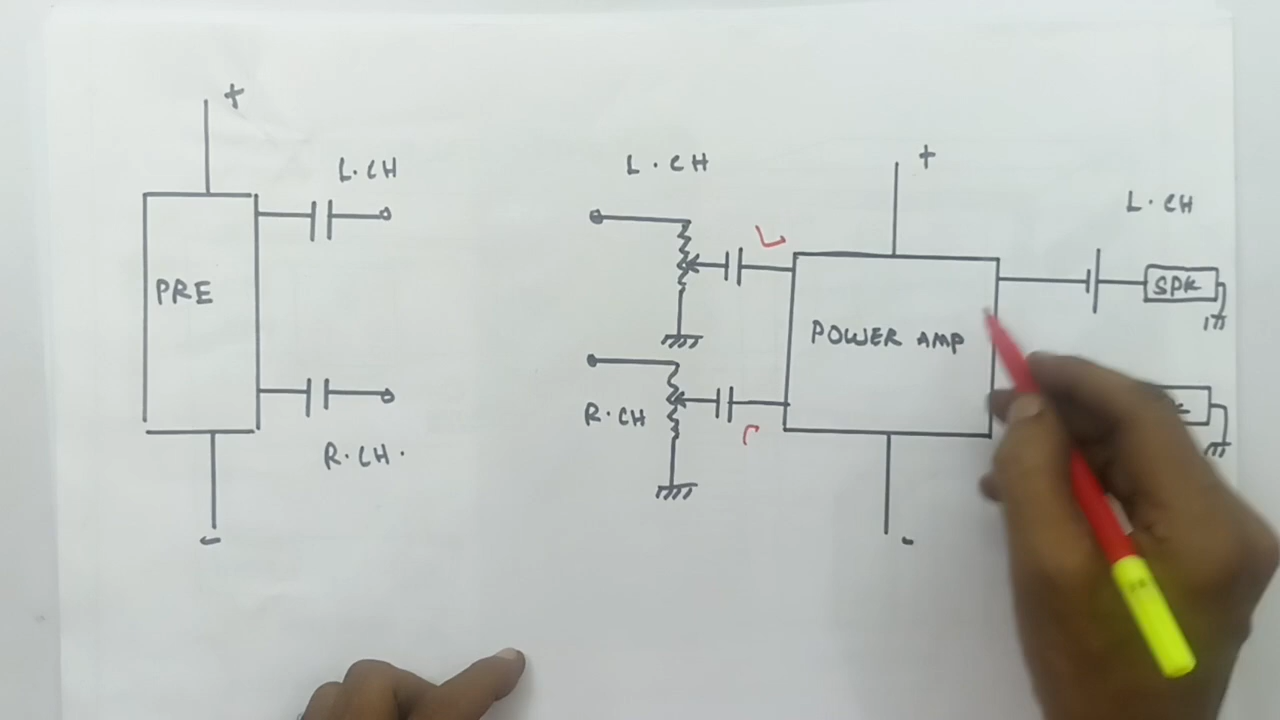 +
L.CH
PRE
R.CH.
-
L.CH
R.CH
L
r
+
POWER AMP
-
L.CH
SPK